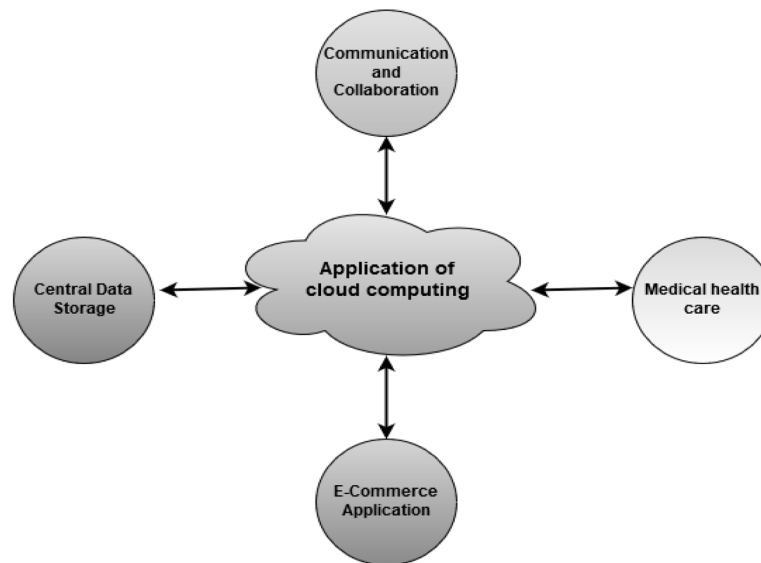 Communication
and
Collaboration
Application of
cloud computing
Central Data
Storage
Medical health
care
E-Commerce
Application